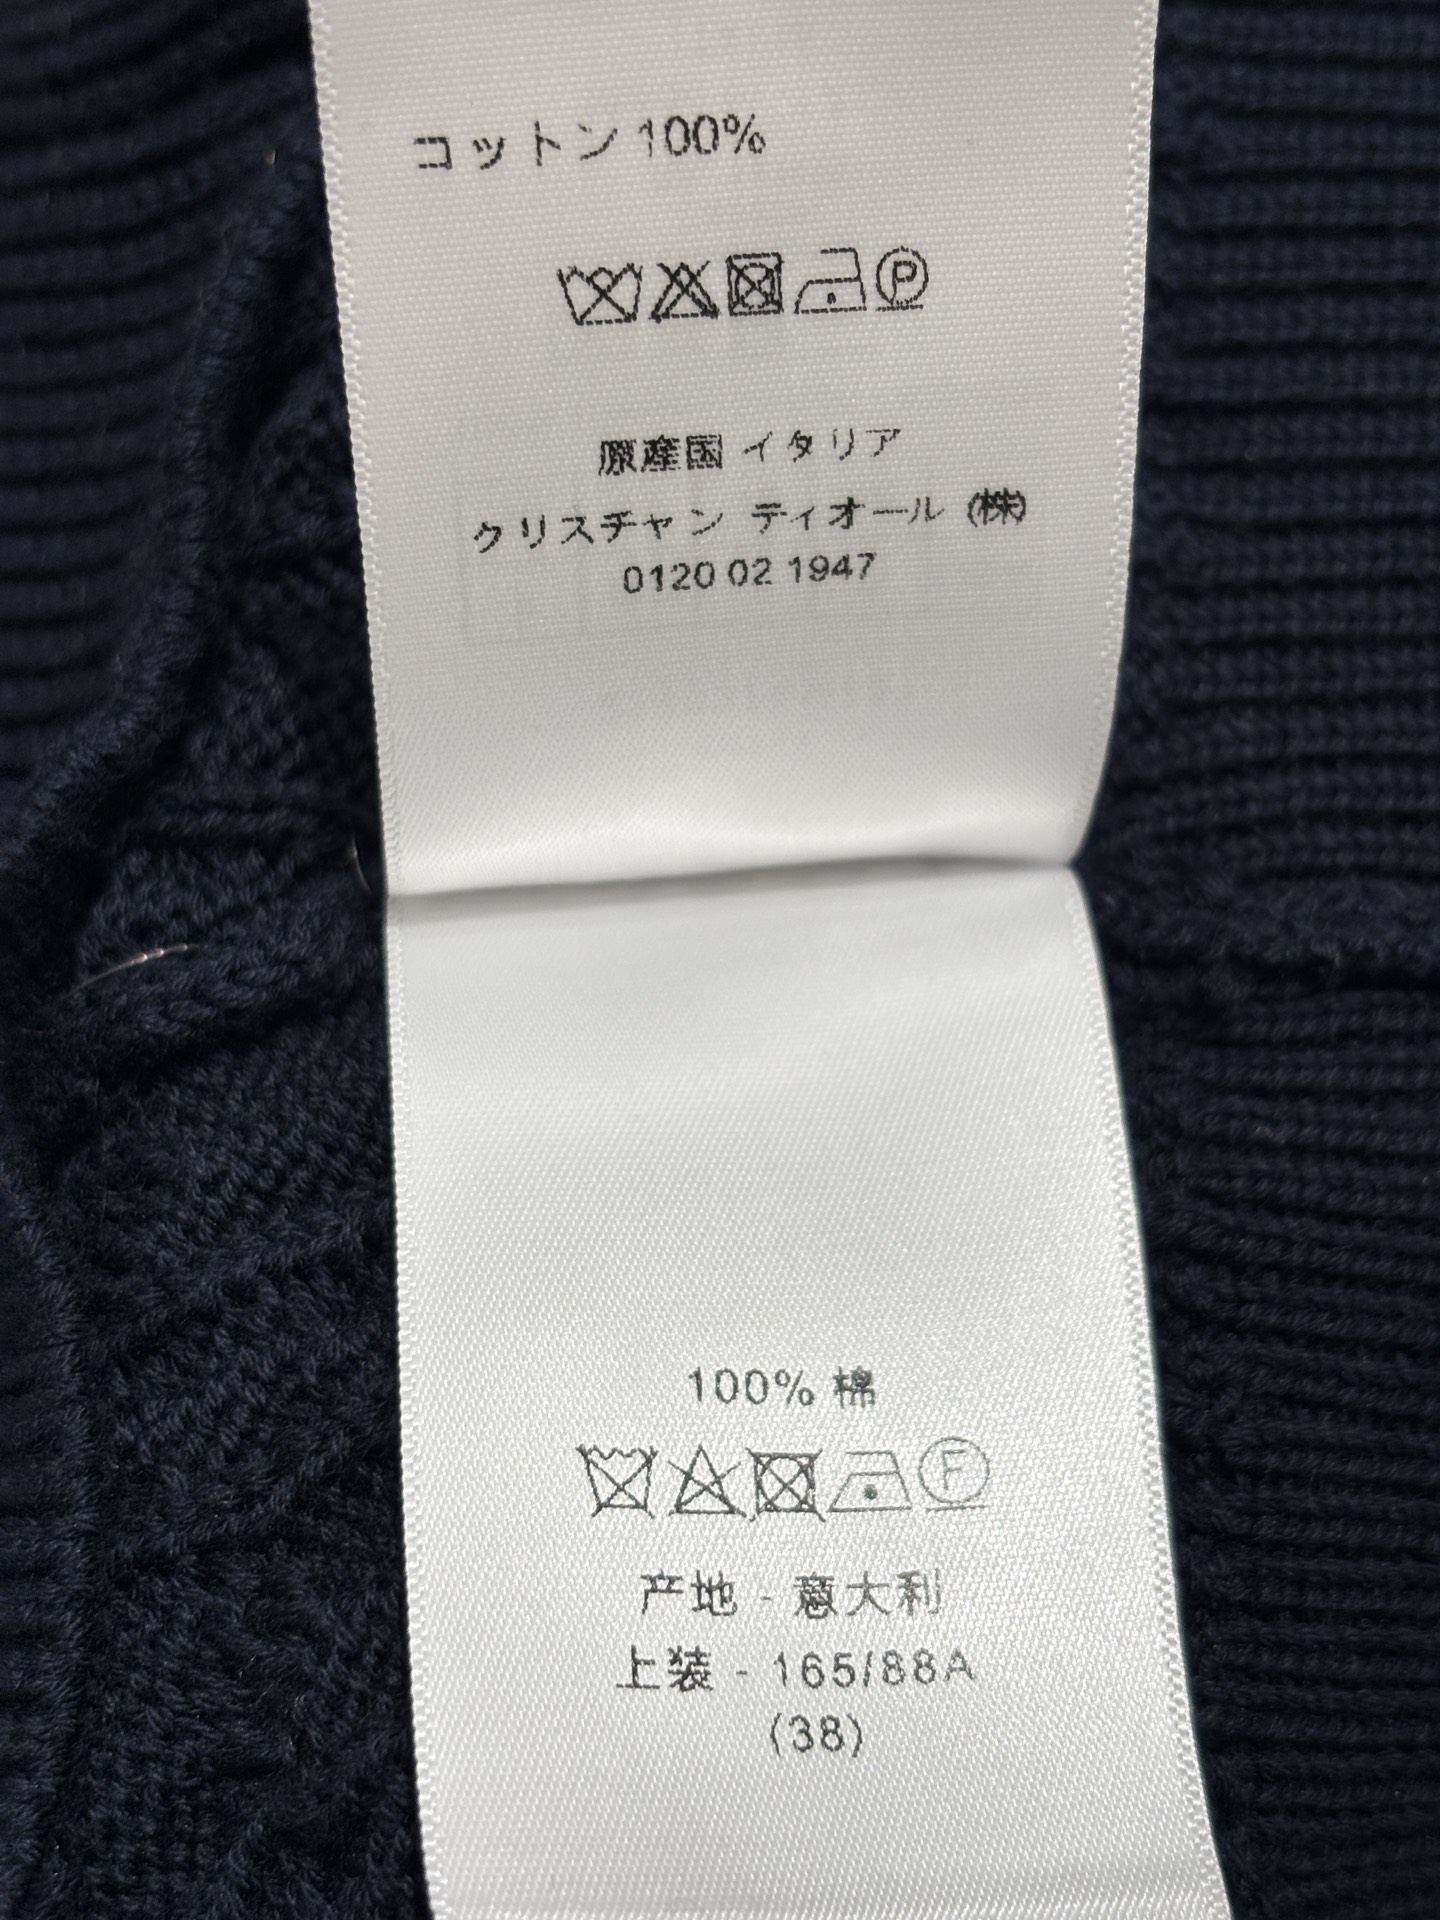 コットン 100%
P
原産国 イタリア
クリスチャン ディオール (株)
0120 02 1947
100% 棉
F
产地 - 意大利
上装 - 165/88A
(38)